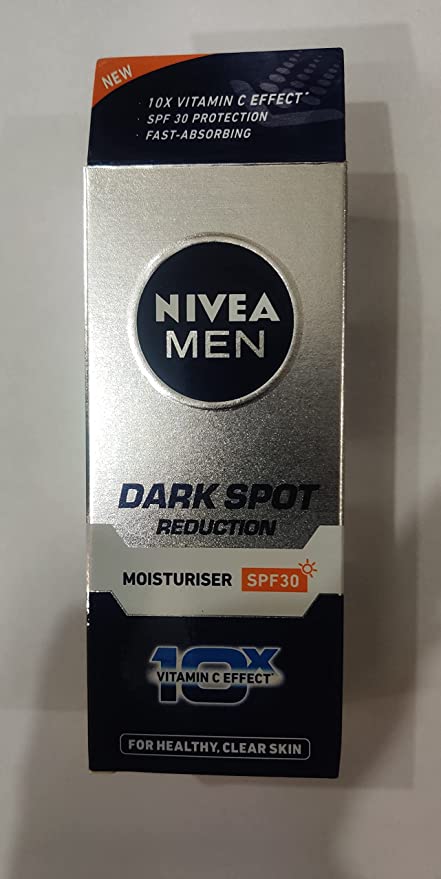 NEW
· 10X VITAMIN C EFFECT*
· SPF 30 PROTECTION
· FAST-ABSORBING
NIVEA
MEN
DARK SPOT
REDUCTION
MOISTURISER SPF30
10X
VITAMIN C EFFECT*
FOR HEALTHY, CLEAR SKIN